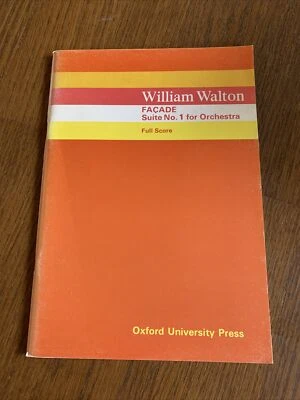 William Walton
FAÇADE
Suite No. 1 for Orchestra
Full Score
Oxford University Press